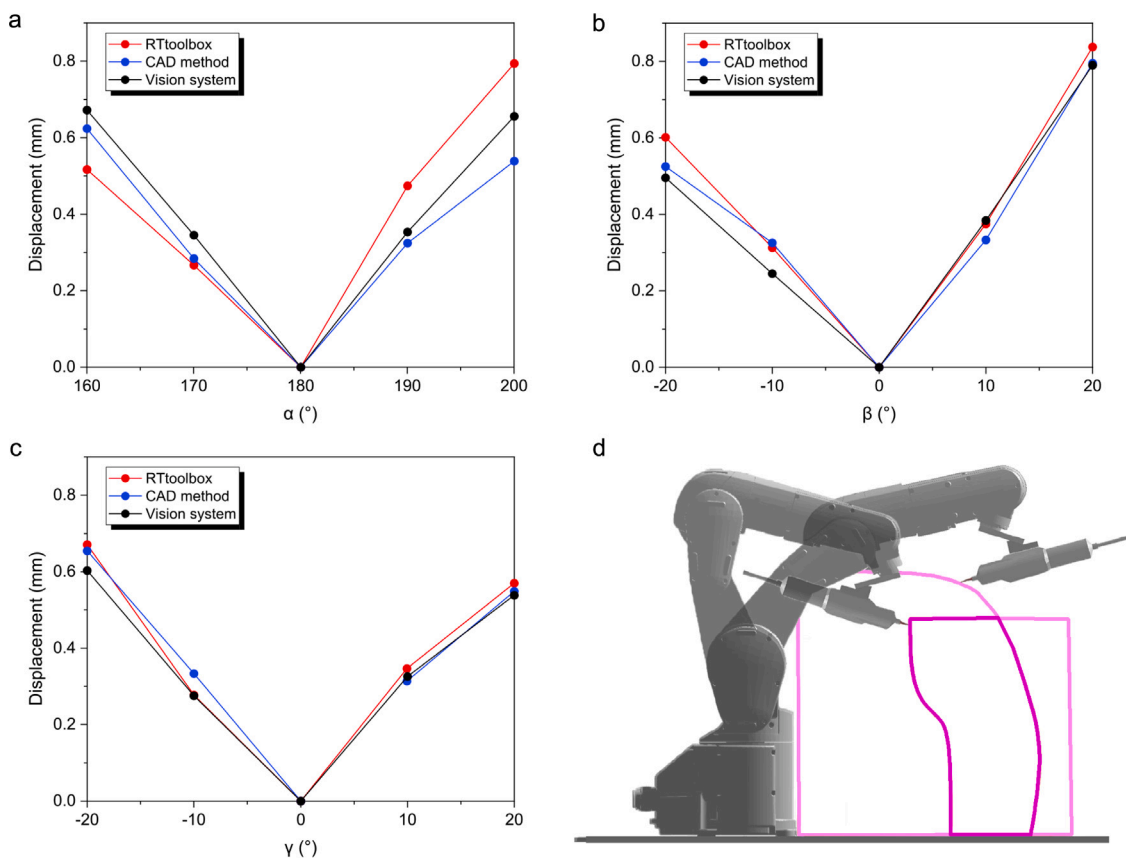 a
RTtoolbox
CAD method
Vision system
Displacement (mm)
0.8
0.6
0.4
0.2
0.0
160 170 180 190 200
α (°)
b
RTtoolbox
CAD method
Vision system
Displacement (mm)
0.8
0.6
0.4
0.2
0.0
-20 -10 0 10 20
β (°)
c
RTtoolbox
CAD method
Vision system
Displacement (mm)
0.8
0.6
0.4
0.2
0.0
-20 -10 0 10 20
γ (°)
d